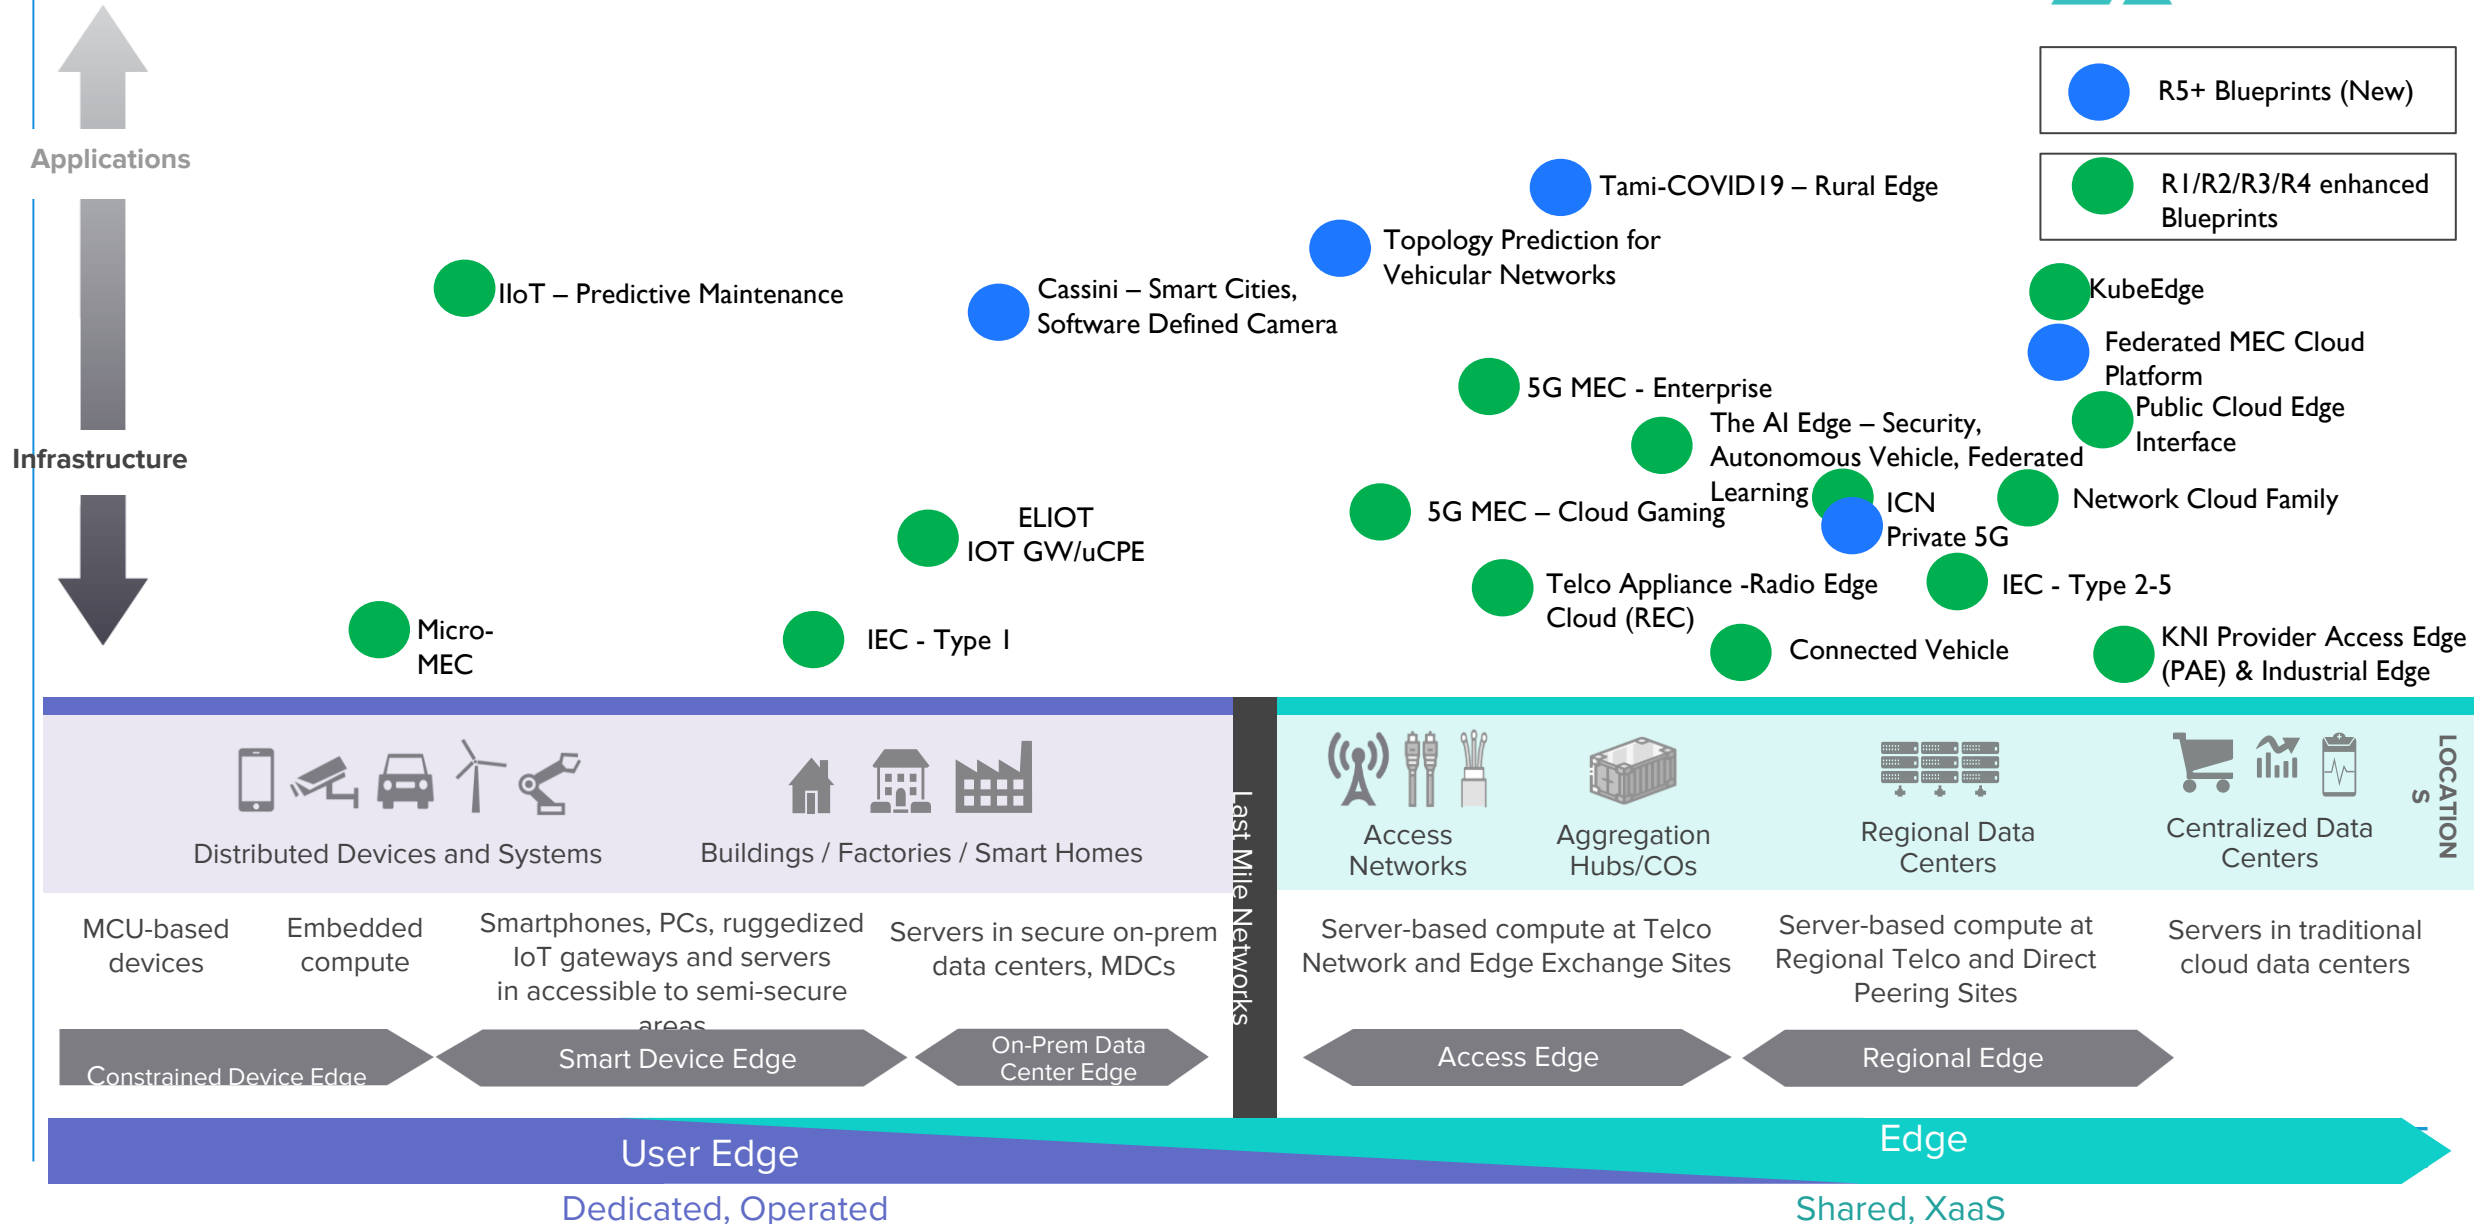 R5+ Blueprints (New)
R1/R2/R3/R4 enhanced
Blueprints
Applications
Infrastructure
Tami-COVID19 – Rural Edge
Topology Prediction for
Vehicular Networks
IIoT – Predictive Maintenance
Cassini – Smart Cities,
Software Defined Camera
KubeEdge
Federated MEC Cloud
Platform
5G MEC - Enterprise
Public Cloud Edge
Interface
The AI Edge – Security,
Autonomous Vehicle, Federated
Learning
5G MEC – Cloud Gaming
ICN
Private 5G
Network Cloud Family
ELIOT
IOT GW/uCPE
Telco Appliance -Radio Edge
Cloud (REC)
IEC - Type 2-5
Micro-
MEC
IEC - Type 1
Connected Vehicle
KNI Provider Access Edge
(PAE) & Industrial Edge
Distributed Devices and Systems
Buildings / Factories / Smart Homes
Last Mile Networks
Access
Networks
Aggregation
Hubs/COs
Regional Data
Centers
Centralized Data
Centers
LOCATION
S
MCU-based
devices
Embedded
compute
Smartphones, PCs, ruggedized
IoT gateways and servers
in accessible to semi-secure
areas
Servers in secure on-prem
data centers, MDCs
Server-based compute at Telco
Network and Edge Exchange Sites
Server-based compute at
Regional Telco and Direct
Peering Sites
Servers in traditional
cloud data centers
Constrained Device Edge
Smart Device Edge
On-Prem Data
Center Edge
Access Edge
Regional Edge
User Edge
Edge
Dedicated, Operated
Shared, XaaS